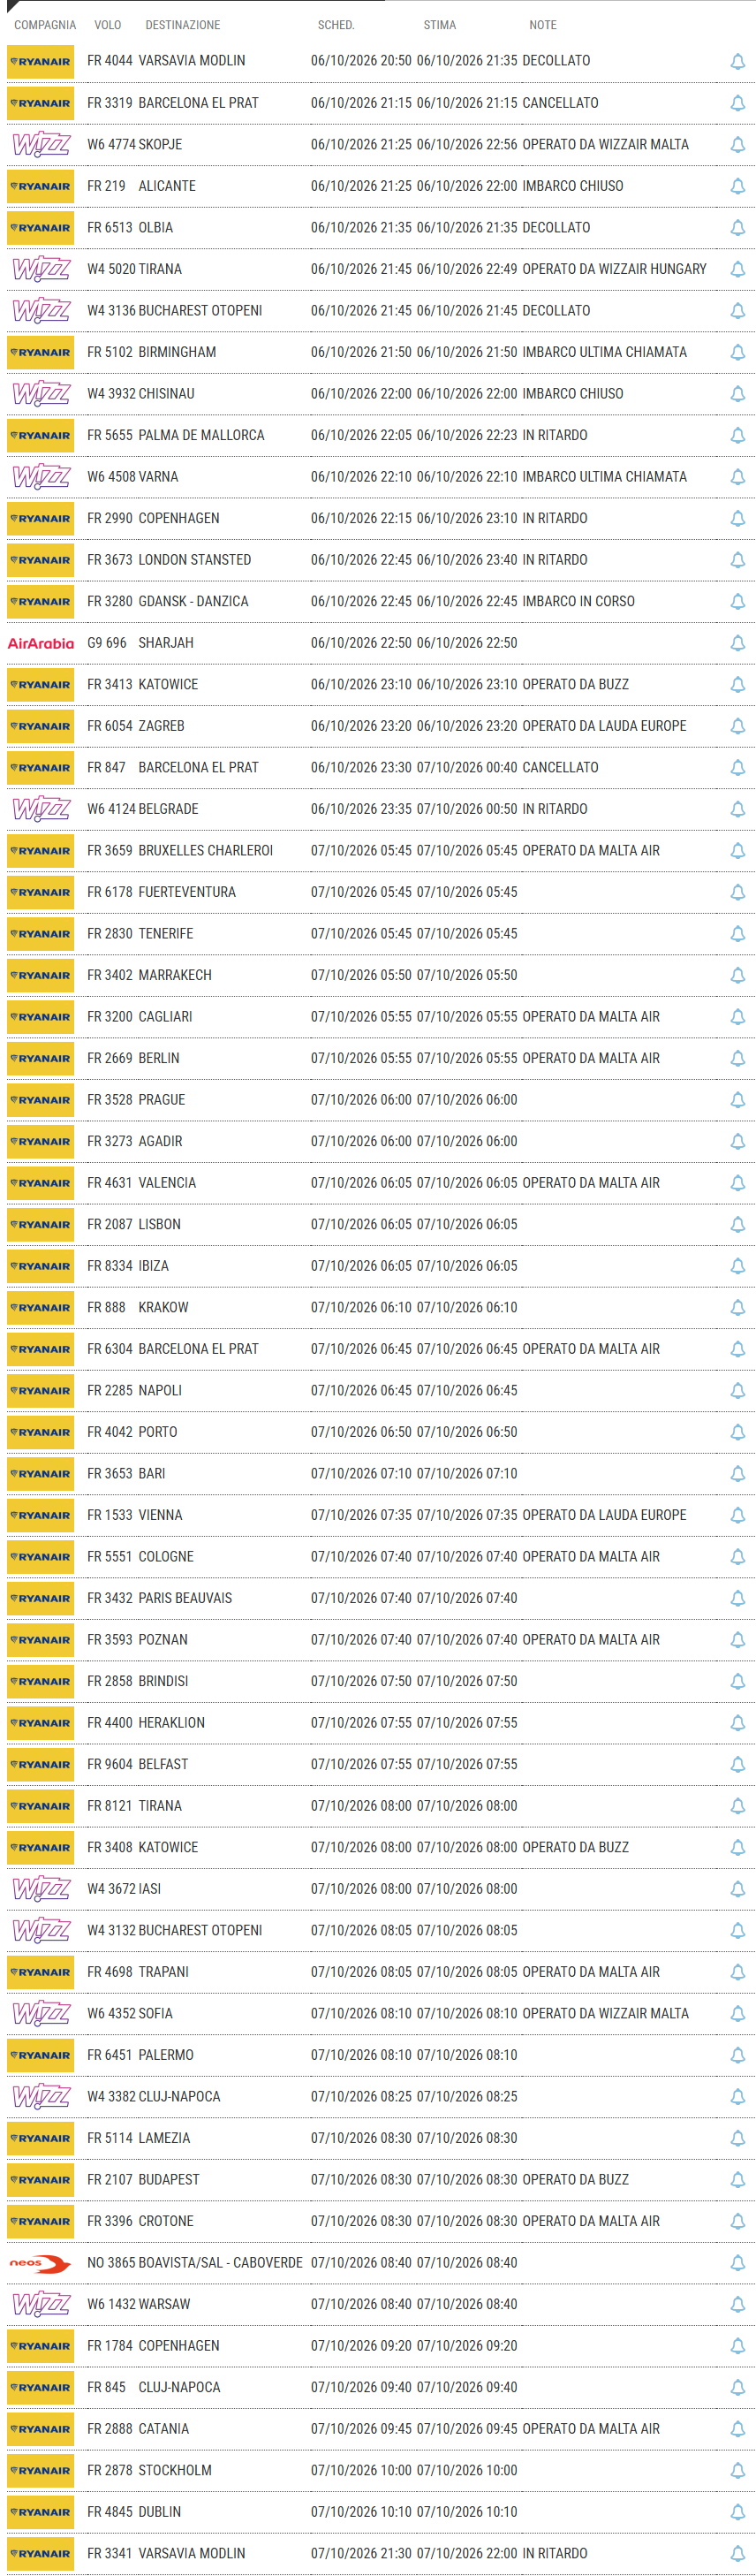 COMPAGNIA VOLO DESTINAZIONE SCHED. STIMA NOTE
RYANAIR FR 4044 VARSAVIA MODLIN 06/10/2026 20:50 06/10/2026 21:35 DECOLLATO
RYANAIR FR 3319 BARCELONA EL PRAT 06/10/2026 21:15 06/10/2026 21:15 CANCELLATO
WIZZ W6 4774 SKOPJE 06/10/2026 21:25 06/10/2026 22:56 OPERATO DA WIZZAIR MALTA
RYANAIR FR 219 ALICANTE 06/10/2026 21:25 06/10/2026 22:00 IMBARCO CHIUSO
RYANAIR FR 6513 OLBIA 06/10/2026 21:35 06/10/2026 21:35 DECOLLATO
WIZZ W4 5020 TIRANA 06/10/2026 21:45 06/10/2026 22:49 OPERATO DA WIZZAIR HUNGARY
WIZZ W4 3136 BUCHAREST OTOPENI 06/10/2026 21:45 06/10/2026 21:45 DECOLLATO
RYANAIR FR 5102 BIRMINGHAM 06/10/2026 21:50 06/10/2026 21:50 IMBARCO ULTIMA CHIAMATA
WIZZ W4 3932 CHISINAU 06/10/2026 22:00 06/10/2026 22:00 IMBARCO CHIUSO
RYANAIR FR 5655 PALMA DE MALLORCA 06/10/2026 22:05 06/10/2026 22:23 IN RITARDO
WIZZ W6 4508 VARNA 06/10/2026 22:10 06/10/2026 22:10 IMBARCO ULTIMA CHIAMATA
RYANAIR FR 2990 COPENHAGEN 06/10/2026 22:15 06/10/2026 23:10 IN RITARDO
RYANAIR FR 3673 LONDON STANSTED 06/10/2026 22:45 06/10/2026 23:40 IN RITARDO
RYANAIR FR 3280 GDANSK - DANZICA 06/10/2026 22:45 06/10/2026 22:45 IMBARCO IN CORSO
AirArabia G9 696 SHARJAH 06/10/2026 22:50 06/10/2026 22:50
RYANAIR FR 3413 KATOWICE 06/10/2026 23:10 06/10/2026 23:10 OPERATO DA BUZZ
RYANAIR FR 6054 ZAGREB 06/10/2026 23:20 06/10/2026 23:20 OPERATO DA LAUDA EUROPE
RYANAIR FR 847 BARCELONA EL PRAT 06/10/2026 23:30 07/10/2026 00:40 CANCELLATO
WIZZ W6 4124 BELGRADE 06/10/2026 23:35 07/10/2026 00:50 IN RITARDO
RYANAIR FR 3659 BRUXELLES CHARLEROI 07/10/2026 05:45 07/10/2026 05:45 OPERATO DA MALTA AIR
RYANAIR FR 6178 FUERTEVENTURA 07/10/2026 05:45 07/10/2026 05:45
RYANAIR FR 2830 TENERIFE 07/10/2026 05:45 07/10/2026 05:45
RYANAIR FR 3402 MARRAKECH 07/10/2026 05:50 07/10/2026 05:50
RYANAIR FR 3200 CAGLIARI 07/10/2026 05:55 07/10/2026 05:55 OPERATO DA MALTA AIR
RYANAIR FR 2669 BERLIN 07/10/2026 05:55 07/10/2026 05:55 OPERATO DA MALTA AIR
RYANAIR FR 3528 PRAGUE 07/10/2026 06:00 07/10/2026 06:00
RYANAIR FR 3273 AGADIR 07/10/2026 06:00 07/10/2026 06:00
RYANAIR FR 4631 VALENCIA 07/10/2026 06:05 07/10/2026 06:05 OPERATO DA MALTA AIR
RYANAIR FR 2087 LISBON 07/10/2026 06:05 07/10/2026 06:05
RYANAIR FR 8334 IBIZA 07/10/2026 06:05 07/10/2026 06:05
RYANAIR FR 888 KRAKOW 07/10/2026 06:10 07/10/2026 06:10
RYANAIR FR 6304 BARCELONA EL PRAT 07/10/2026 06:45 07/10/2026 06:45 OPERATO DA MALTA AIR
RYANAIR FR 2285 NAPOLI 07/10/2026 06:45 07/10/2026 06:45
RYANAIR FR 4042 PORTO 07/10/2026 06:50 07/10/2026 06:50
RYANAIR FR 3653 BARI 07/10/2026 07:10 07/10/2026 07:10
RYANAIR FR 1533 VIENNA 07/10/2026 07:35 07/10/2026 07:35 OPERATO DA LAUDA EUROPE
RYANAIR FR 5551 COLOGNE 07/10/2026 07:40 07/10/2026 07:40 OPERATO DA MALTA AIR
RYANAIR FR 3432 PARIS BEAUVAIS 07/10/2026 07:40 07/10/2026 07:40
RYANAIR FR 3593 POZNAN 07/10/2026 07:40 07/10/2026 07:40 OPERATO DA MALTA AIR
RYANAIR FR 2858 BRINDISI 07/10/2026 07:50 07/10/2026 07:50
RYANAIR FR 4400 HERAKLION 07/10/2026 07:55 07/10/2026 07:55
RYANAIR FR 9604 BELFAST 07/10/2026 07:55 07/10/2026 07:55
RYANAIR FR 8121 TIRANA 07/10/2026 08:00 07/10/2026 08:00
RYANAIR FR 3408 KATOWICE 07/10/2026 08:00 07/10/2026 08:00 OPERATO DA BUZZ
WIZZ W4 3672 IASI 07/10/2026 08:00 07/10/2026 08:00
WIZZ W4 3132 BUCHAREST OTOPENI 07/10/2026 08:05 07/10/2026 08:05
RYANAIR FR 4698 TRAPANI 07/10/2026 08:05 07/10/2026 08:05 OPERATO DA MALTA AIR
WIZZ W6 4352 SOFIA 07/10/2026 08:10 07/10/2026 08:10 OPERATO DA WIZZAIR MALTA
RYANAIR FR 6451 PALERMO 07/10/2026 08:10 07/10/2026 08:10
WIZZ W4 3382 CLUJ-NAPOCA 07/10/2026 08:25 07/10/2026 08:25
RYANAIR FR 5114 LAMEZIA 07/10/2026 08:30 07/10/2026 08:30
RYANAIR FR 2107 BUDAPEST 07/10/2026 08:30 07/10/2026 08:30 OPERATO DA BUZZ
RYANAIR FR 3396 CROTONE 07/10/2026 08:30 07/10/2026 08:30 OPERATO DA MALTA AIR
neos NO 3865 BOAVISTA/SAL - CABOVERDE 07/10/2026 08:40 07/10/2026 08:40
WIZZ W6 1432 WARSAW 07/10/2026 08:40 07/10/2026 08:40
RYANAIR FR 1784 COPENHAGEN 07/10/2026 09:20 07/10/2026 09:20
RYANAIR FR 845 CLUJ-NAPOCA 07/10/2026 09:40 07/10/2026 09:40
RYANAIR FR 2888 CATANIA 07/10/2026 09:45 07/10/2026 09:45 OPERATO DA MALTA AIR
RYANAIR FR 2878 STOCKHOLM 07/10/2026 10:00 07/10/2026 10:00
RYANAIR FR 4845 DUBLIN 07/10/2026 10:10 07/10/2026 10:10
RYANAIR FR 3341 VARSAVIA MODLIN 07/10/2026 21:30 07/10/2026 22:00 IN RITARDO